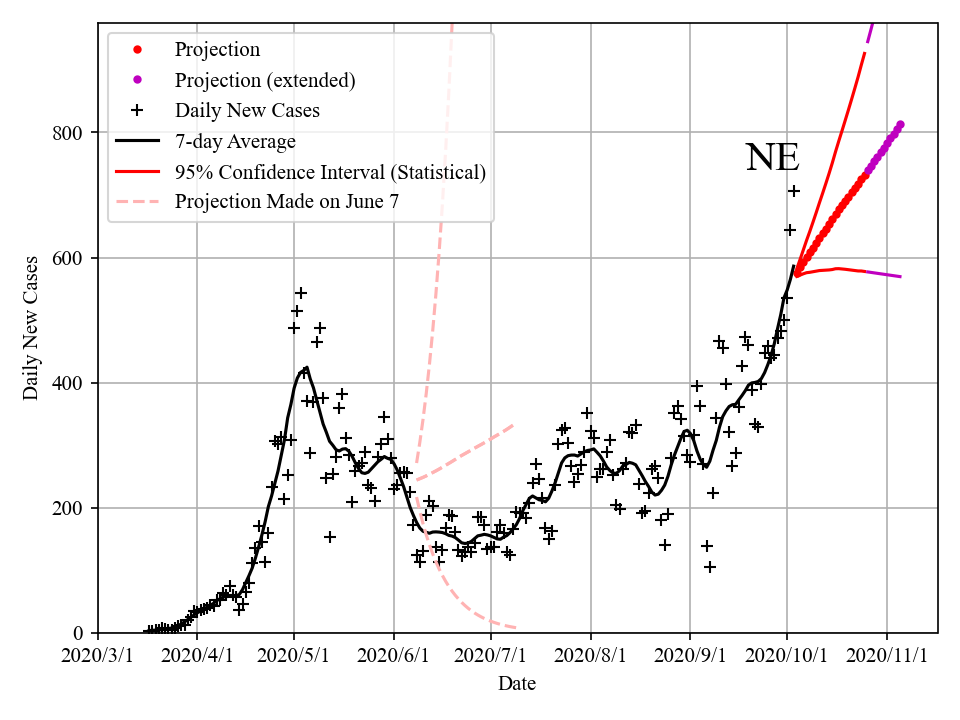 Projection
Projection (extended)
Daily New Cases
7-day Average
95% Confidence Interval (Statistical)
Projection Made on June 7
NE
800
600
400
200
0
Daily New Cases
2020/3/1 2020/4/1 2020/5/1 2020/6/1 2020/7/1 2020/8/1 2020/9/1 2020/10/1 2020/11/1
Date